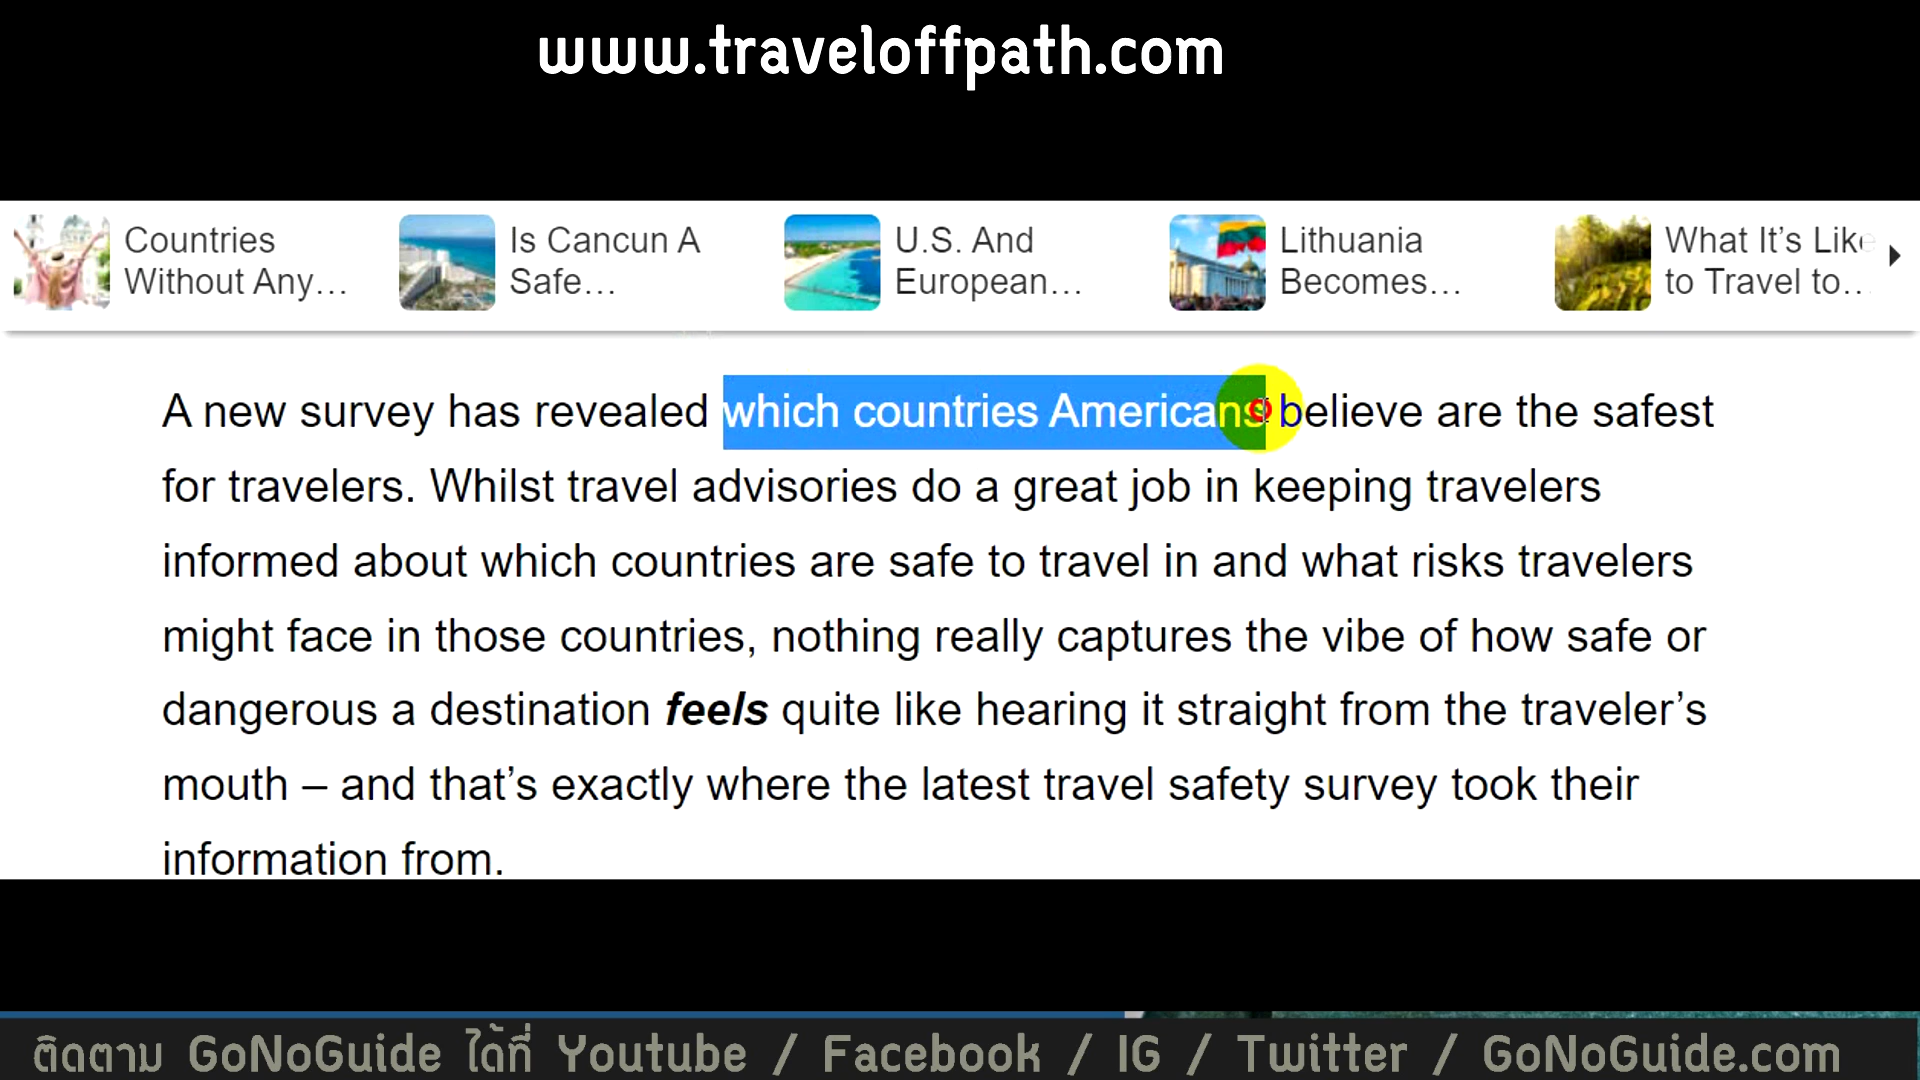 www.traveloffpath.com
Countries
Without Any...
Is Cancun A
Safe...
U.S. And
European...
Lithuania
Becomes...
What It’s Like
to Travel to...
A new survey has revealed which countries Americans believe are the safest
for travelers. Whilst travel advisories do a great job in keeping travelers
informed about which countries are safe to travel in and what risks travelers
might face in those countries, nothing really captures the vibe of how safe or
dangerous a destination feels quite like hearing it straight from the traveler’s
mouth – and that’s exactly where the latest travel safety survey took their
information from.
ติดตาม GoNoGuide ได้ที่ Youtube / Facebook / IG / Twitter / GoNoGuide.com